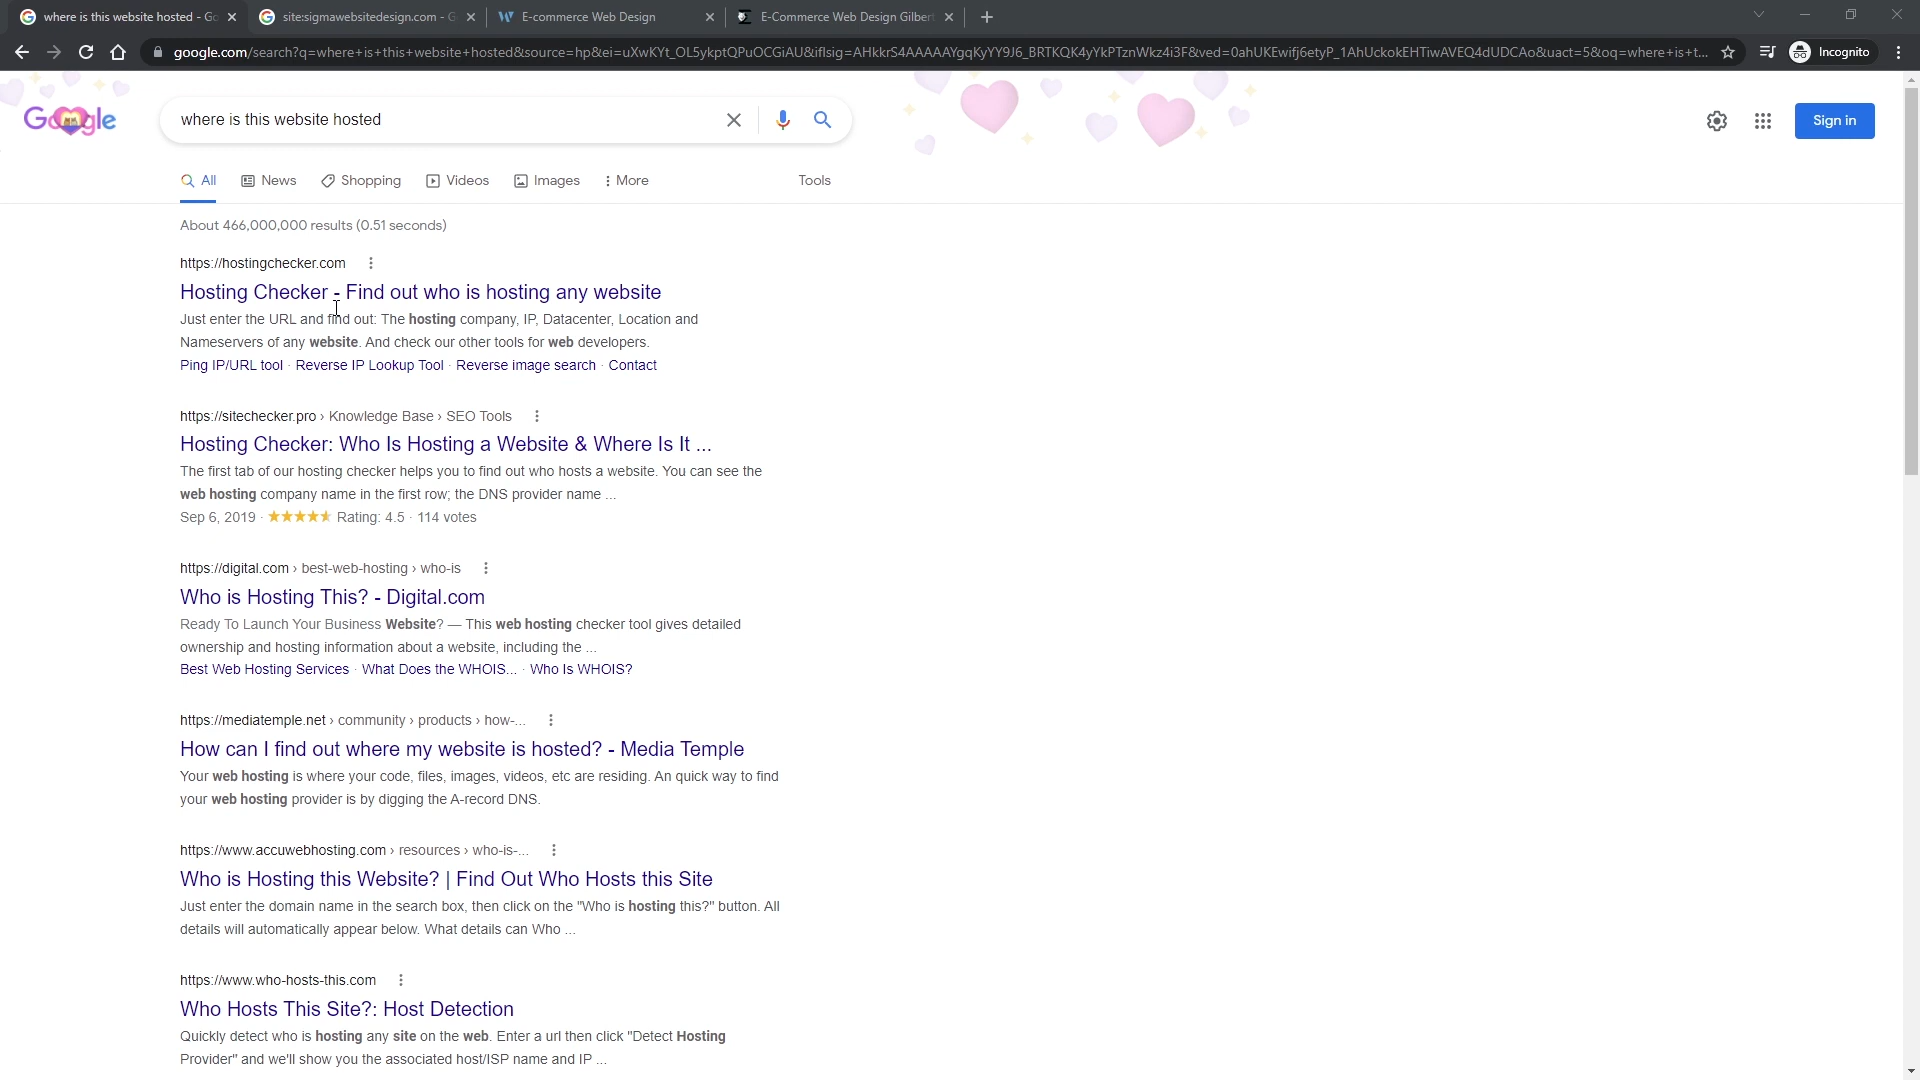 where is this website hosted - Go
site:sigmawebsitedesign.com - G
E-commerce Web Design
E-Commerce Web Design Gilbert
google.com/search?q=where+is+this+website+hosted&source=hp&ei=uXwKYt_OL5ykptQPuOCGiAU&iflsig=AHkkrS4AAAAAYgqKyYY9J6_BRTKQK4yYkPTznWkz4i3F&ved=0ahUKEwifj6etyP_1AhUckokEHTiwAVEQ4dUDCAo&uact=5&oq=where+is+t...
Incognito
Google
where is this website hosted
Sign in
All
News
Shopping
Videos
Images
More
Tools
About 466,000,000 results (0.51 seconds)
https://hostingchecker.com
Hosting Checker - Find out who is hosting any website
Just enter the URL and find out: The hosting company, IP, Datacenter, Location and
Nameservers of any website. And check our other tools for web developers.
Ping IP/URL tool · Reverse IP Lookup Tool · Reverse image search · Contact
https://sitechecker.pro › Knowledge Base › SEO Tools
Hosting Checker: Who Is Hosting a Website & Where Is It ...
The first tab of our hosting checker helps you to find out who hosts a website. You can see the
web hosting company name in the first row; the DNS provider name ...
Sep 6, 2019 · Rating: 4.5 · 114 votes
https://digital.com › best-web-hosting › who-is
Who is Hosting This? - Digital.com
Ready To Launch Your Business Website? — This web hosting checker tool gives detailed
ownership and hosting information about a website, including the ...
Best Web Hosting Services · What Does the WHOIS... · Who Is WHOIS?
https://mediatemple.net › community › products › how-...
How can I find out where my website is hosted? - Media Temple
Your web hosting is where your code, files, images, videos, etc are residing. An quick way to find
your web hosting provider is by digging the A-record DNS.
https://www.accuwebhosting.com › resources › who-is-...
Who is Hosting this Website? | Find Out Who Hosts this Site
Just enter the domain name in the search box, then click on the "Who is hosting this?" button. All
details will automatically appear below. What details can Who ...
https://www.who-hosts-this.com
Who Hosts This Site?: Host Detection
Quickly detect who is hosting any site on the web. Enter a url then click "Detect Hosting
Provider" and we'll show you the associated host/ISP name and IP ...